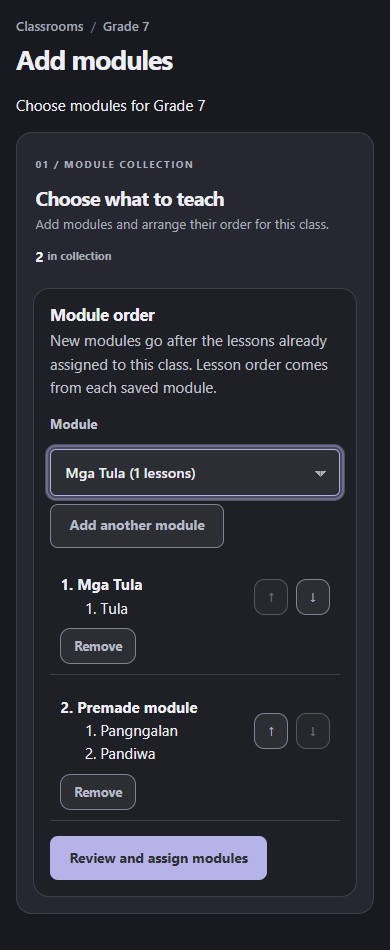 Classrooms / Grade 7
Add modules
Choose modules for Grade 7
01 / MODULE COLLECTION
Choose what to teach
Add modules and arrange their order for this class.
2 in collection
Module order
New modules go after the lessons already
assigned to this class. Lesson order comes
from each saved module.
Module
Mga Tula (1 lessons)
Add another module
1. Mga Tula
1. Tula
↑ ↓
Remove
2. Premade module
1. Pangngalan
2. Pandiwa
↑ ↓
Remove
Review and assign modules